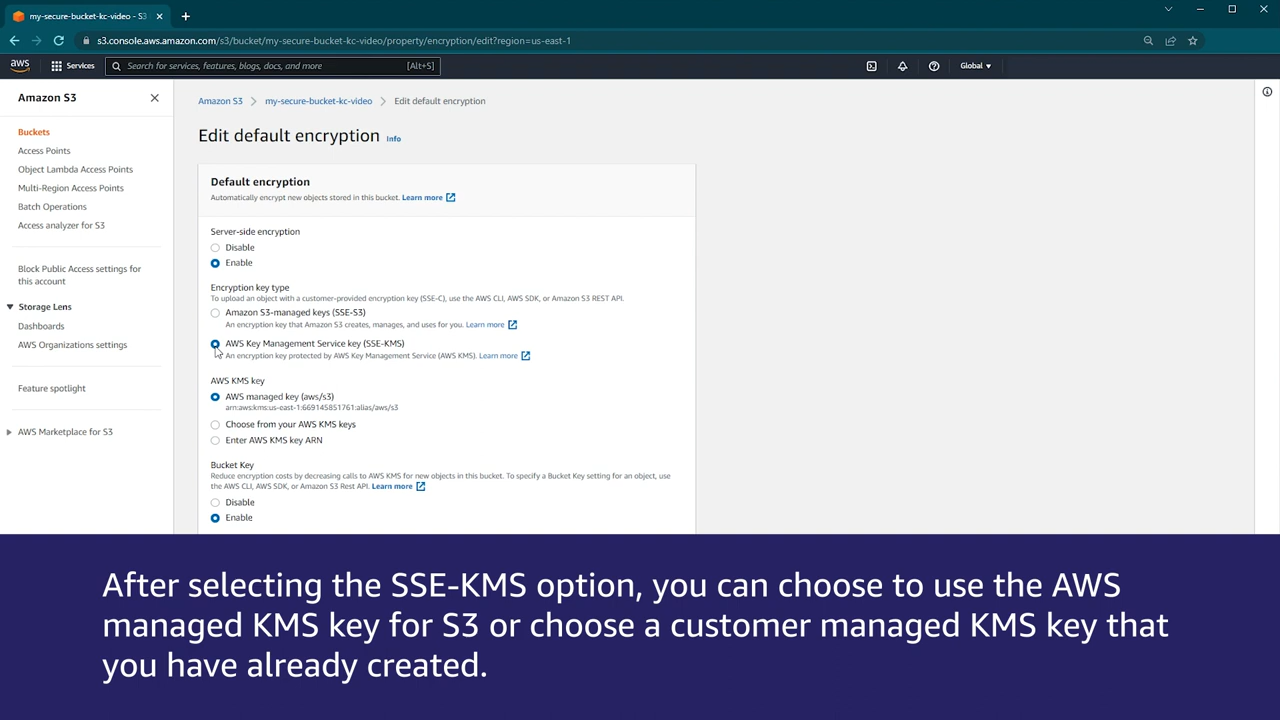 my-secure-bucket-kc-video - S3
s3.console.aws.amazon.com/s3/bucket/my-secure-bucket-kc-video/property/encryption/edit?region=us-east-1
aws
Services
Search for services, features, blogs, docs, and more
[Alt+S]
Global
Amazon S3
Buckets
Access Points
Object Lambda Access Points
Multi-Region Access Points
Batch Operations
Access analyzer for S3
Block Public Access settings for
this account
Storage Lens
Dashboards
AWS Organizations settings
Feature spotlight
AWS Marketplace for S3
Amazon S3 > my-secure-bucket-kc-video > Edit default encryption
Edit default encryption Info
Default encryption
Automatically encrypt new objects stored in this bucket. Learn more
Server-side encryption
Disable
Enable
Encryption key type
To upload an object with a customer-provided encryption key (SSE-C), use the AWS CLI, AWS SDK, or Amazon S3 REST API.
Amazon S3-managed keys (SSE-S3)
An encryption key that Amazon S3 creates, manages, and uses for you. Learn more
AWS Key Management Service key (SSE-KMS)
An encryption key protected by AWS Key Management Service (AWS KMS). Learn more
AWS KMS key
AWS managed key (aws/s3)
arn:aws:kms:us-east-1:669145851761:alias/aws/s3
Choose from your AWS KMS keys
Enter AWS KMS key ARN
Bucket Key
Reduce encryption costs by decreasing calls to AWS KMS for new objects in this bucket. To specify a Bucket Key setting for an object, use
the AWS CLI, AWS SDK, or Amazon S3 Rest API. Learn more
Disable
Enable
After selecting the SSE-KMS option, you can choose to use the AWS
managed KMS key for S3 or choose a customer managed KMS key that
you have already created.